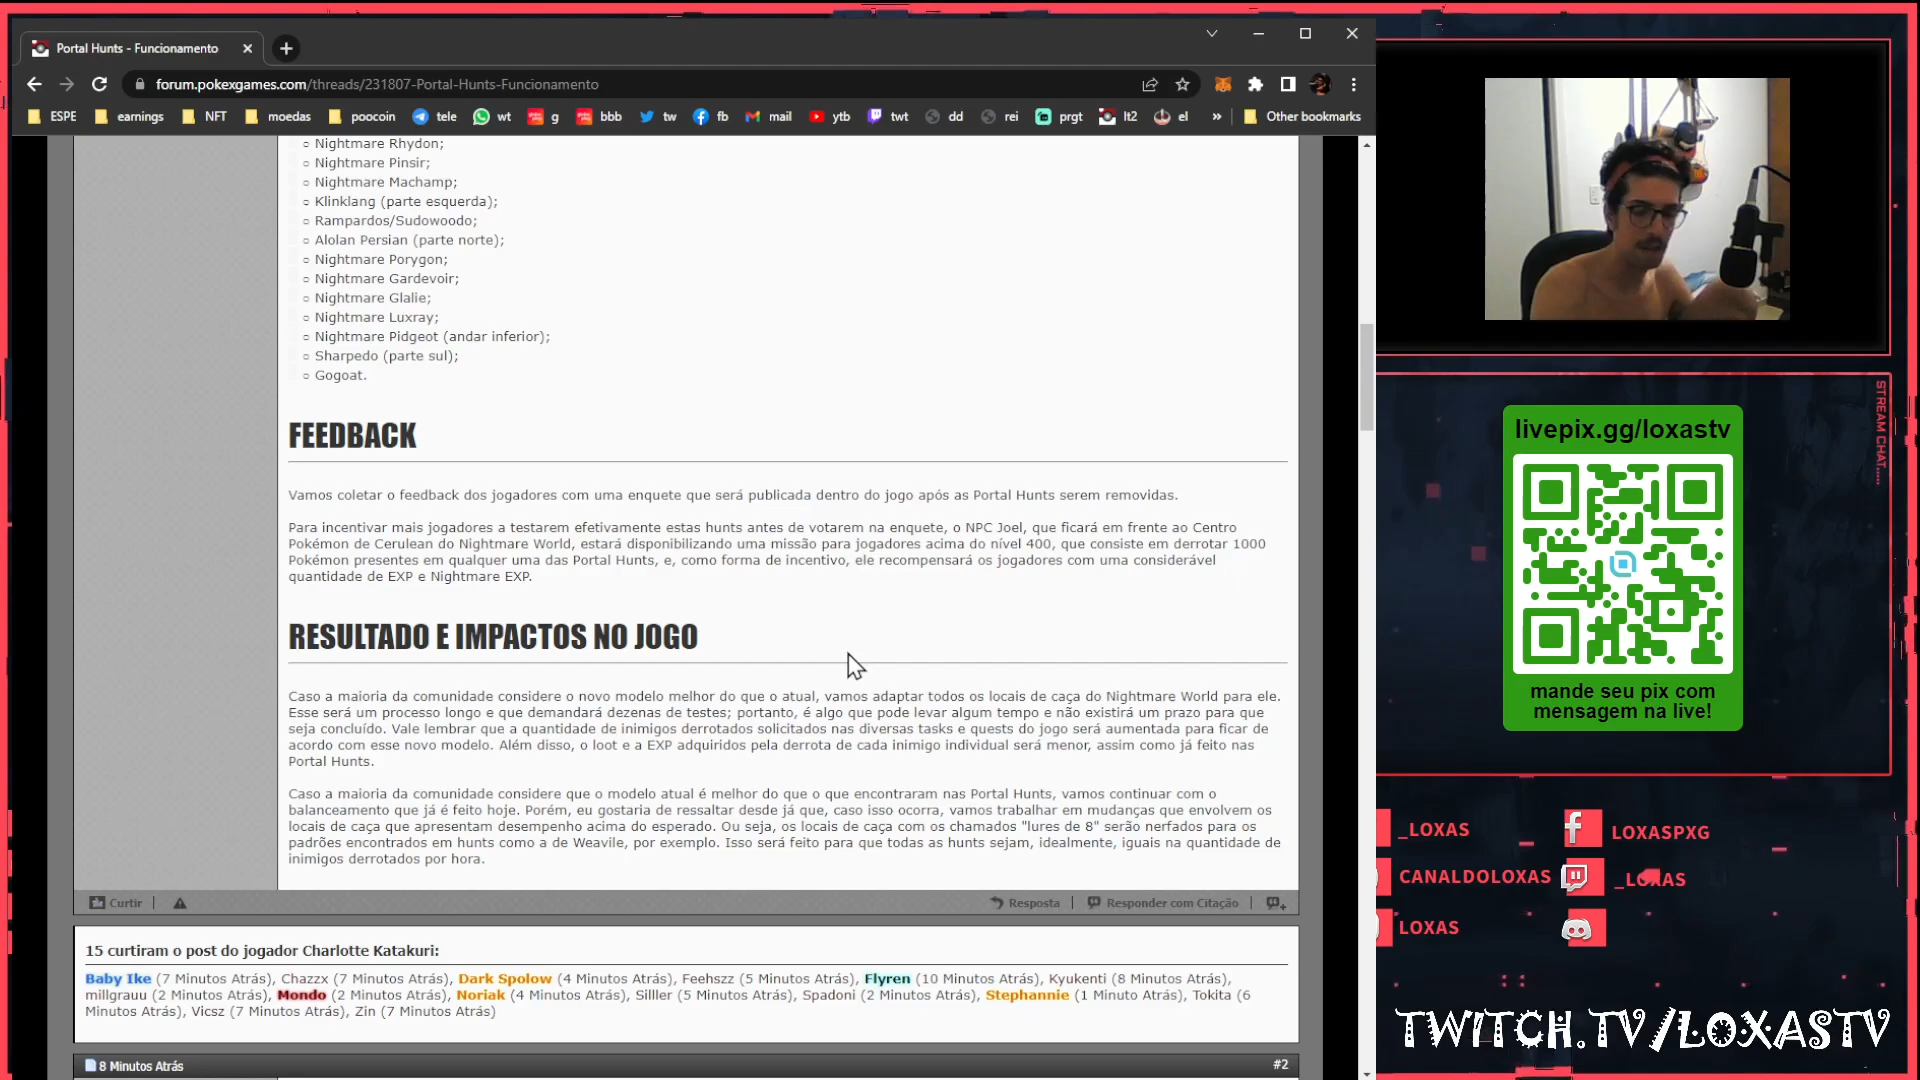 Portal Hunts - Funcionamento
forum.pokexgames.com/threads/231807-Portal-Hunts-Funcionamento
ESPE earnings NFT moedas poocoin tele wt g bbb tw fb mail ytb twt dd rei prgt lt2 el » Other bookmarks
Nightmare Rhydon;
Nightmare Pinsir;
Nightmare Machamp;
Klinklang (parte esquerda);
Rampardos/Sudowoodo;
Alolan Persian (parte norte);
Nightmare Porygon;
Nightmare Gardevoir;
Nightmare Glalie;
Nightmare Luxray;
Nightmare Pidgeot (andar inferior);
Sharpedo (parte sul);
Gogoat.
FEEDBACK
Vamos coletar o feedback dos jogadores com uma enquete que será publicada dentro do jogo após as Portal Hunts serem removidas.
Para incentivar mais jogadores a testarem efetivamente estas hunts antes de votarem na enquete, o NPC Joel, que ficará em frente ao Centro
Pokémon de Cerulean do Nightmare World, estará disponibilizando uma missão para jogadores acima do nível 400, que consiste em derrotar 1000
Pokémon presentes em qualquer uma das Portal Hunts, e, como forma de incentivo, ele recompensará os jogadores com uma considerável
quantidade de EXP e Nightmare EXP.
RESULTADO E IMPACTOS NO JOGO
Caso a maioria da comunidade considere o novo modelo melhor do que o atual, vamos adaptar todos os locais de caça do Nightmare World para ele.
Esse será um processo longo e que demandará dezenas de testes; portanto, é algo que pode levar algum tempo e não existirá um prazo para que
seja concluído. Vale lembrar que a quantidade de inimigos derrotados solicitados nas diversas tasks e quests do jogo será aumentada para ficar de
acordo com esse novo modelo. Além disso, o loot e a EXP adquiridos pela derrota de cada inimigo individual será menor, assim como já feito nas
Portal Hunts.
Caso a maioria da comunidade considere que o modelo atual é melhor do que o que encontraram nas Portal Hunts, vamos continuar com o
balanceamento que já é feito hoje. Porém, eu gostaria de ressaltar desde já que, caso isso ocorra, vamos trabalhar em mudanças que envolvem os
locais de caça que apresentam desempenho acima do esperado. Ou seja, os locais de caça com os chamados "lures de 8" serão nerfados para os
padrões encontrados em hunts como a de Weavile, por exemplo. Isso será feito para que todas as hunts sejam, idealmente, iguais na quantidade de
inimigos derrotados por hora.
Curtir Resposta Responder com Citação
15 curtiram o post do jogador Charlotte Katakuri:
Baby Ike (7 Minutos Atrás), Chazzx (7 Minutos Atrás), Dark Spolow (4 Minutos Atrás), Feehszz (5 Minutos Atrás), Flyren (10 Minutos Atrás), Kyukenti (8 Minutos Atrás),
millgrauu (2 Minutos Atrás), Mondo (2 Minutos Atrás), Noriak (4 Minutos Atrás), Silller (5 Minutos Atrás), Spadoni (2 Minutos Atrás), Stephannie (1 Minuto Atrás), Tokita (6
Minutos Atrás), Vicsz (7 Minutos Atrás), Zin (7 Minutos Atrás)
8 Minutos Atrás #2
STREAM CHAT....
livepix.gg/loxastv
mande seu pix com
mensagem na live!
_LOXAS LOXASPXG
CANALDOLOXAS _LOXAS
LOXAS
TWITCH.TV/LOXASTV